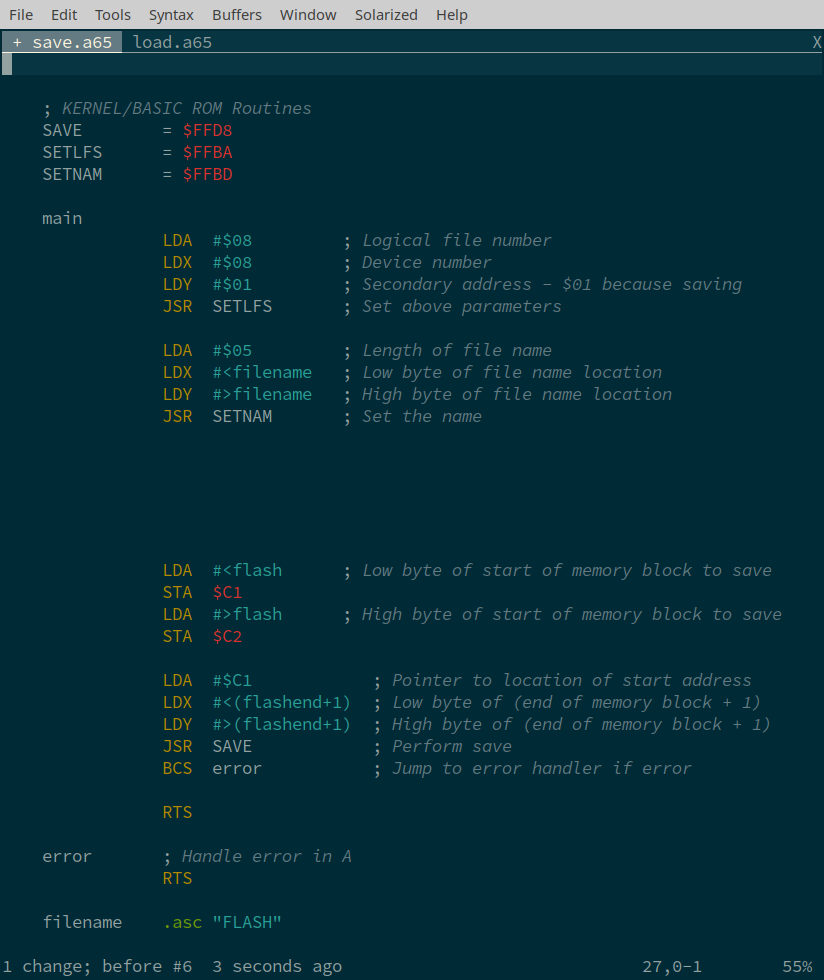 File Edit Tools Syntax Buffers Window Solarized Help
+ save.a65 load.a65 X
; KERNEL/BASIC ROM Routines
SAVE = $FFD8
SETLFS = $FFBA
SETNAM = $FFBD
main
LDA #$08 ; Logical file number
LDX #$08 ; Device number
LDY #$01 ; Secondary address - $01 because saving
JSR SETLFS ; Set above parameters
LDA #$05 ; Length of file name
LDX #<filename ; Low byte of file name location
LDY #>filename ; High byte of file name location
JSR SETNAM ; Set the name
LDA #<flash ; Low byte of start of memory block to save
STA $C1
LDA #>flash ; High byte of start of memory block to save
STA $C2
LDA #$C1 ; Pointer to location of start address
LDX #<(flashend+1) ; Low byte of (end of memory block + 1)
LDY #>(flashend+1) ; High byte of (end of memory block + 1)
JSR SAVE ; Perform save
BCS error ; Jump to error handler if error
RTS
error ; Handle error in A
RTS
filename .asc "FLASH"
1 change; before #6 3 seconds ago 27,0-1 55%